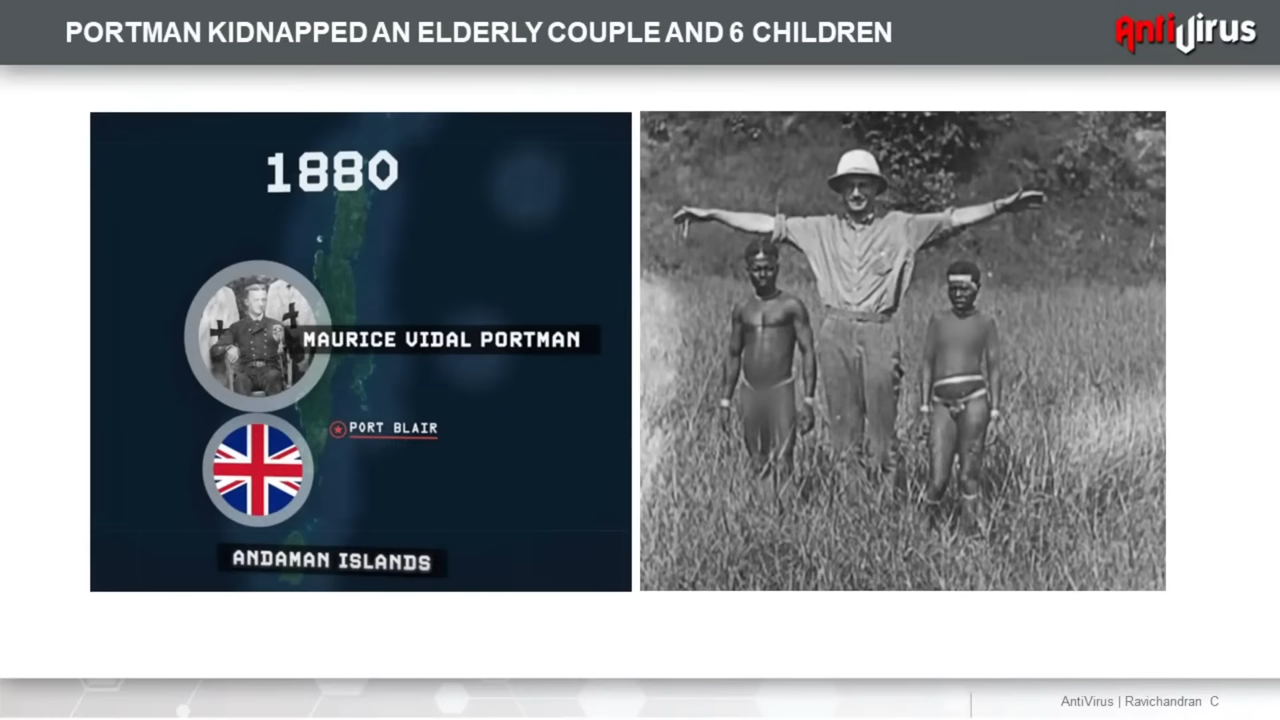 PORTMAN KIDNAPPED AN ELDERLY COUPLE AND 6 CHILDREN
AntiVirus
1880
MAURICE VIDAL PORTMAN
PORT BLAIR
ANDAMAN ISLANDS
AntiVirus | Ravichandran C